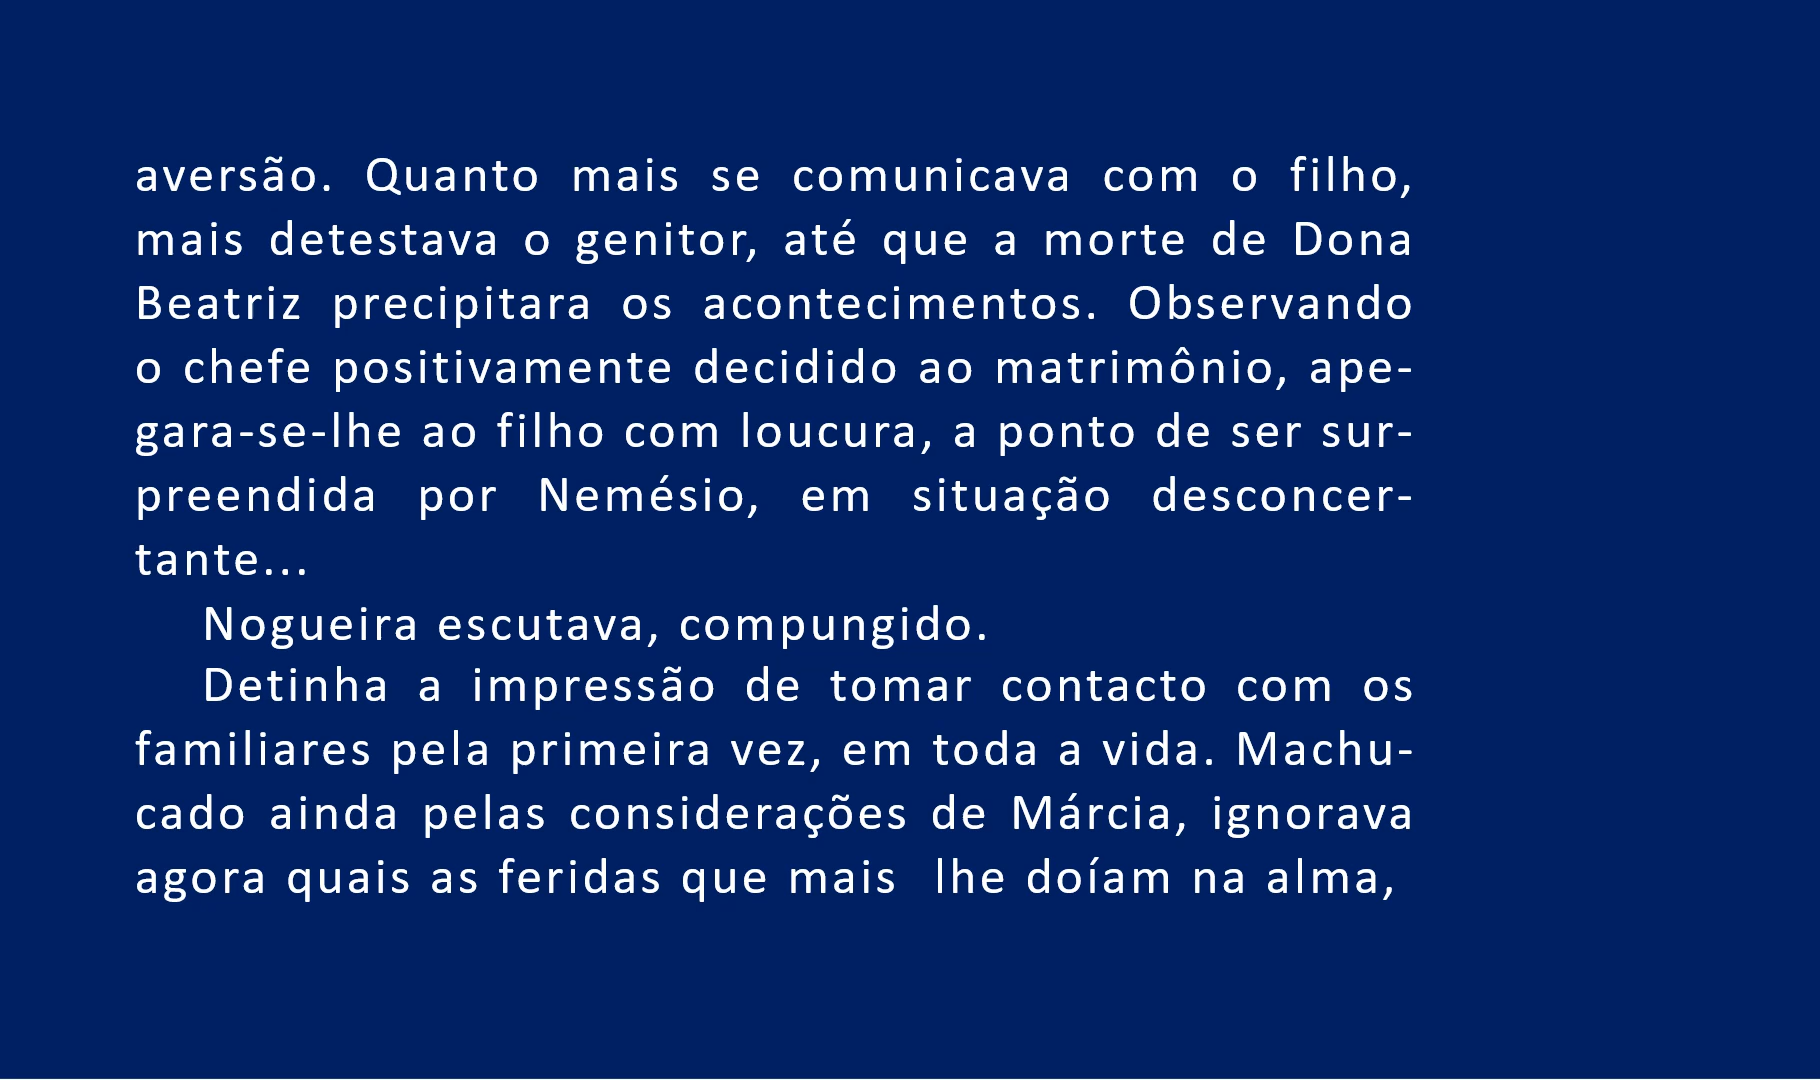 aversão. Quanto mais se comunicava com o filho,
mais detestava o genitor, até que a morte de Dona
Beatriz precipitara os acontecimentos. Observando
o chefe positivamente decidido ao matrimônio, ape-
gara-se-lhe ao filho com loucura, a ponto de ser sur-
preendida por Nemésio, em situação desconcer-
tante...
Nogueira escutava, compungido.
Detinha a impressão de tomar contacto com os
familiares pela primeira vez, em toda a vida. Machu-
cado ainda pelas considerações de Márcia, ignorava
agora quais as feridas que mais lhe doíam na alma,